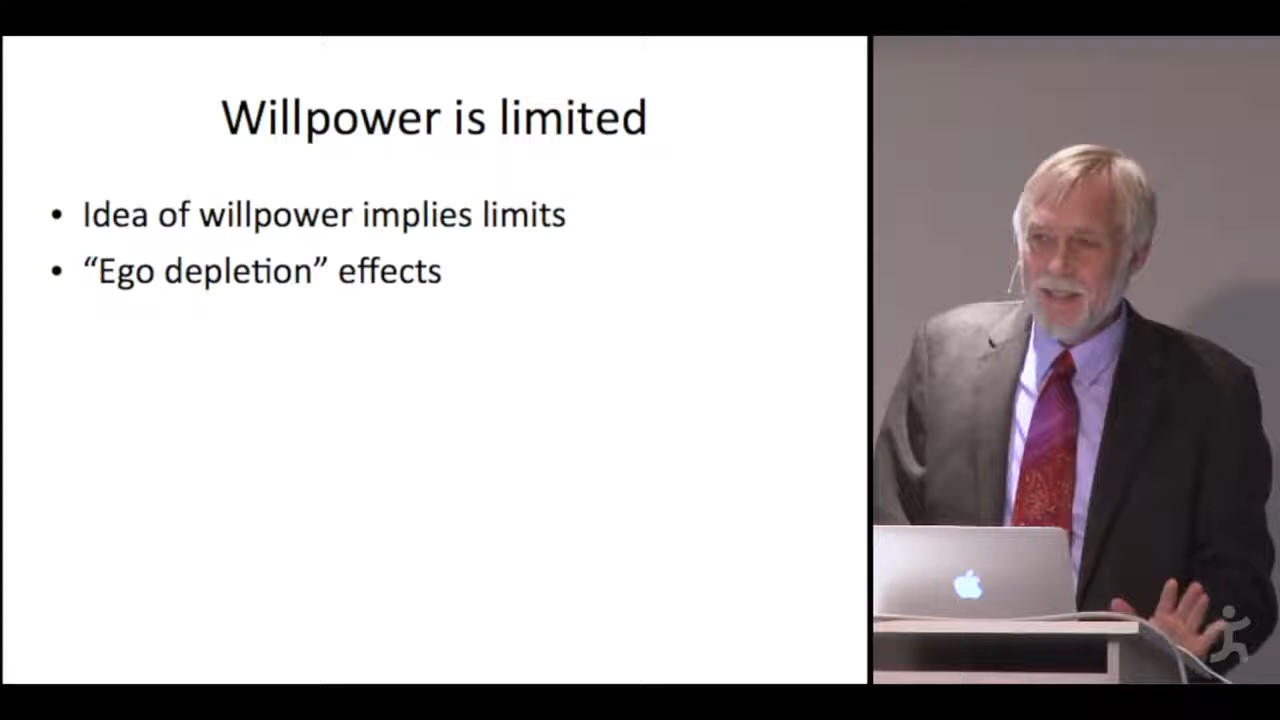 Willpower is limited
• Idea of willpower implies limits
• “Ego depletion” effects